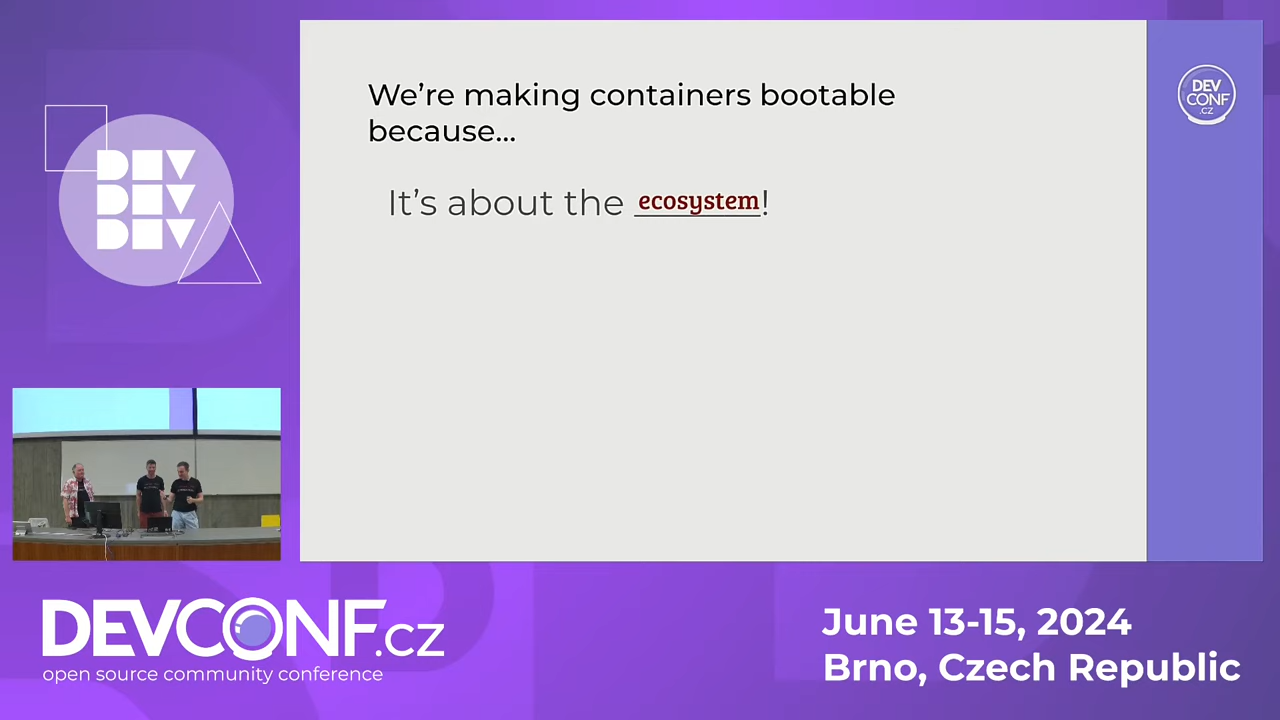 We're making containers bootable
because...
It's about the ecosystem!
DEV
CONF
.CZ
DEV
DEV
DEV
DEVCONF.cz
open source community conference
June 13-15, 2024
Brno, Czech Republic